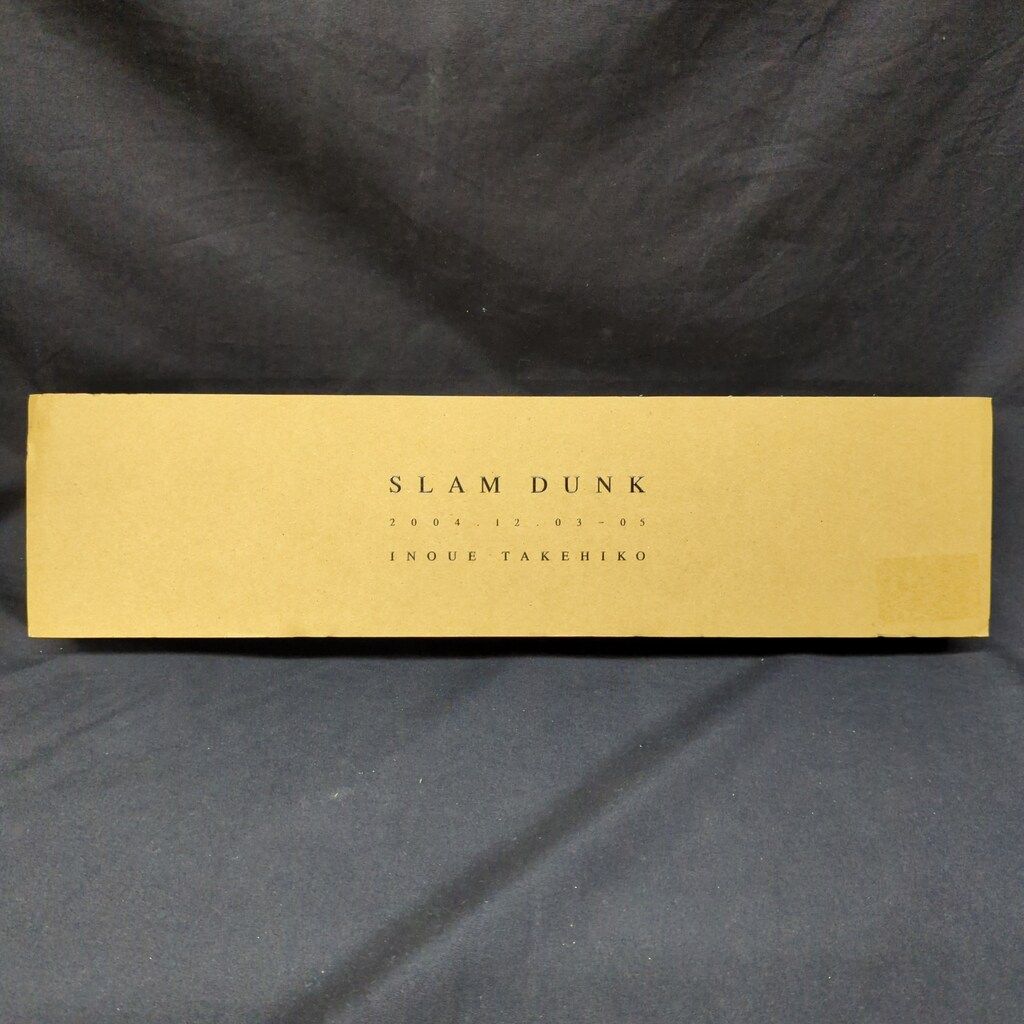 SLAM DUNK
2004.12.03-05
INOUE TAKEHIKO